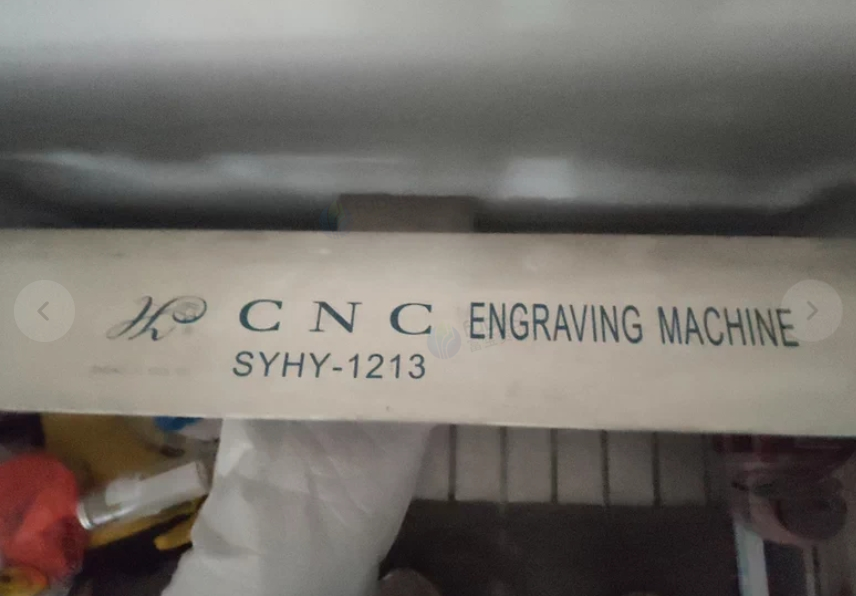 CNC ENGRAVING MACHINE
SYHY-1213